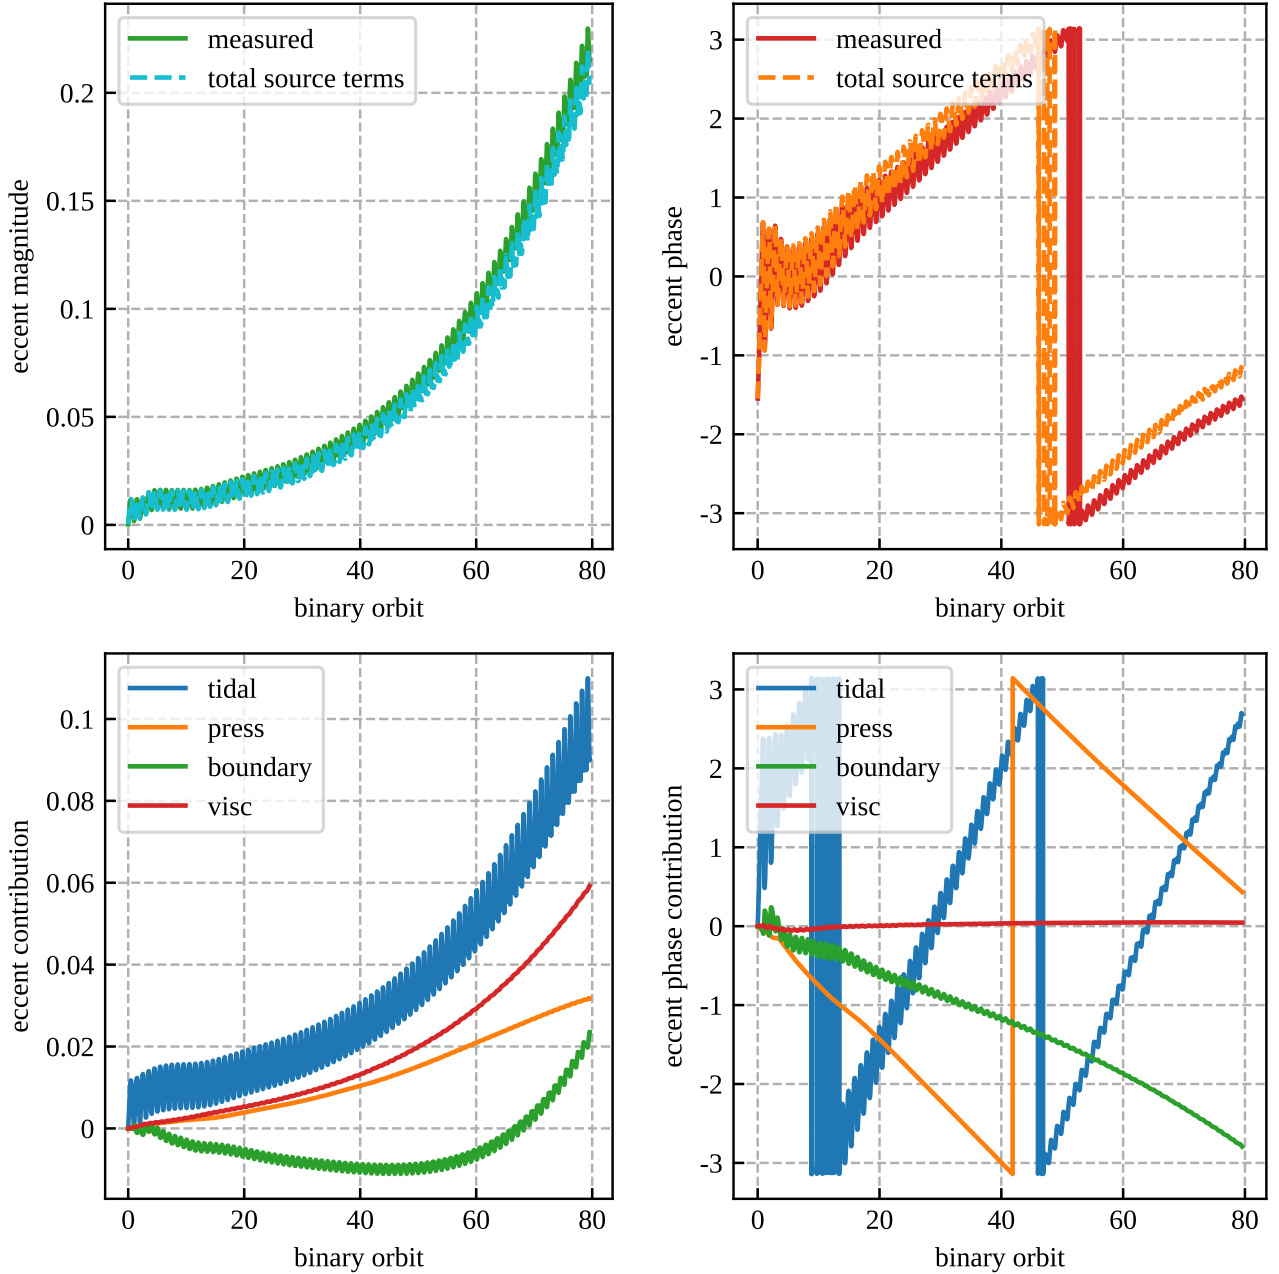 measured
total source terms
eccent magnitude
0.2
0.15
0.1
0.05
0
0 20 40 60 80
binary orbit
measured
total source terms
eccent phase
3
2
1
0
-1
-2
-3
0 20 40 60 80
binary orbit
tidal
press
boundary
visc
eccent contribution
0.1
0.08
0.06
0.04
0.02
0
0 20 40 60 80
binary orbit
tidal
press
boundary
visc
eccent phase contribution
3
2
1
0
-1
-2
-3
0 20 40 60 80
binary orbit